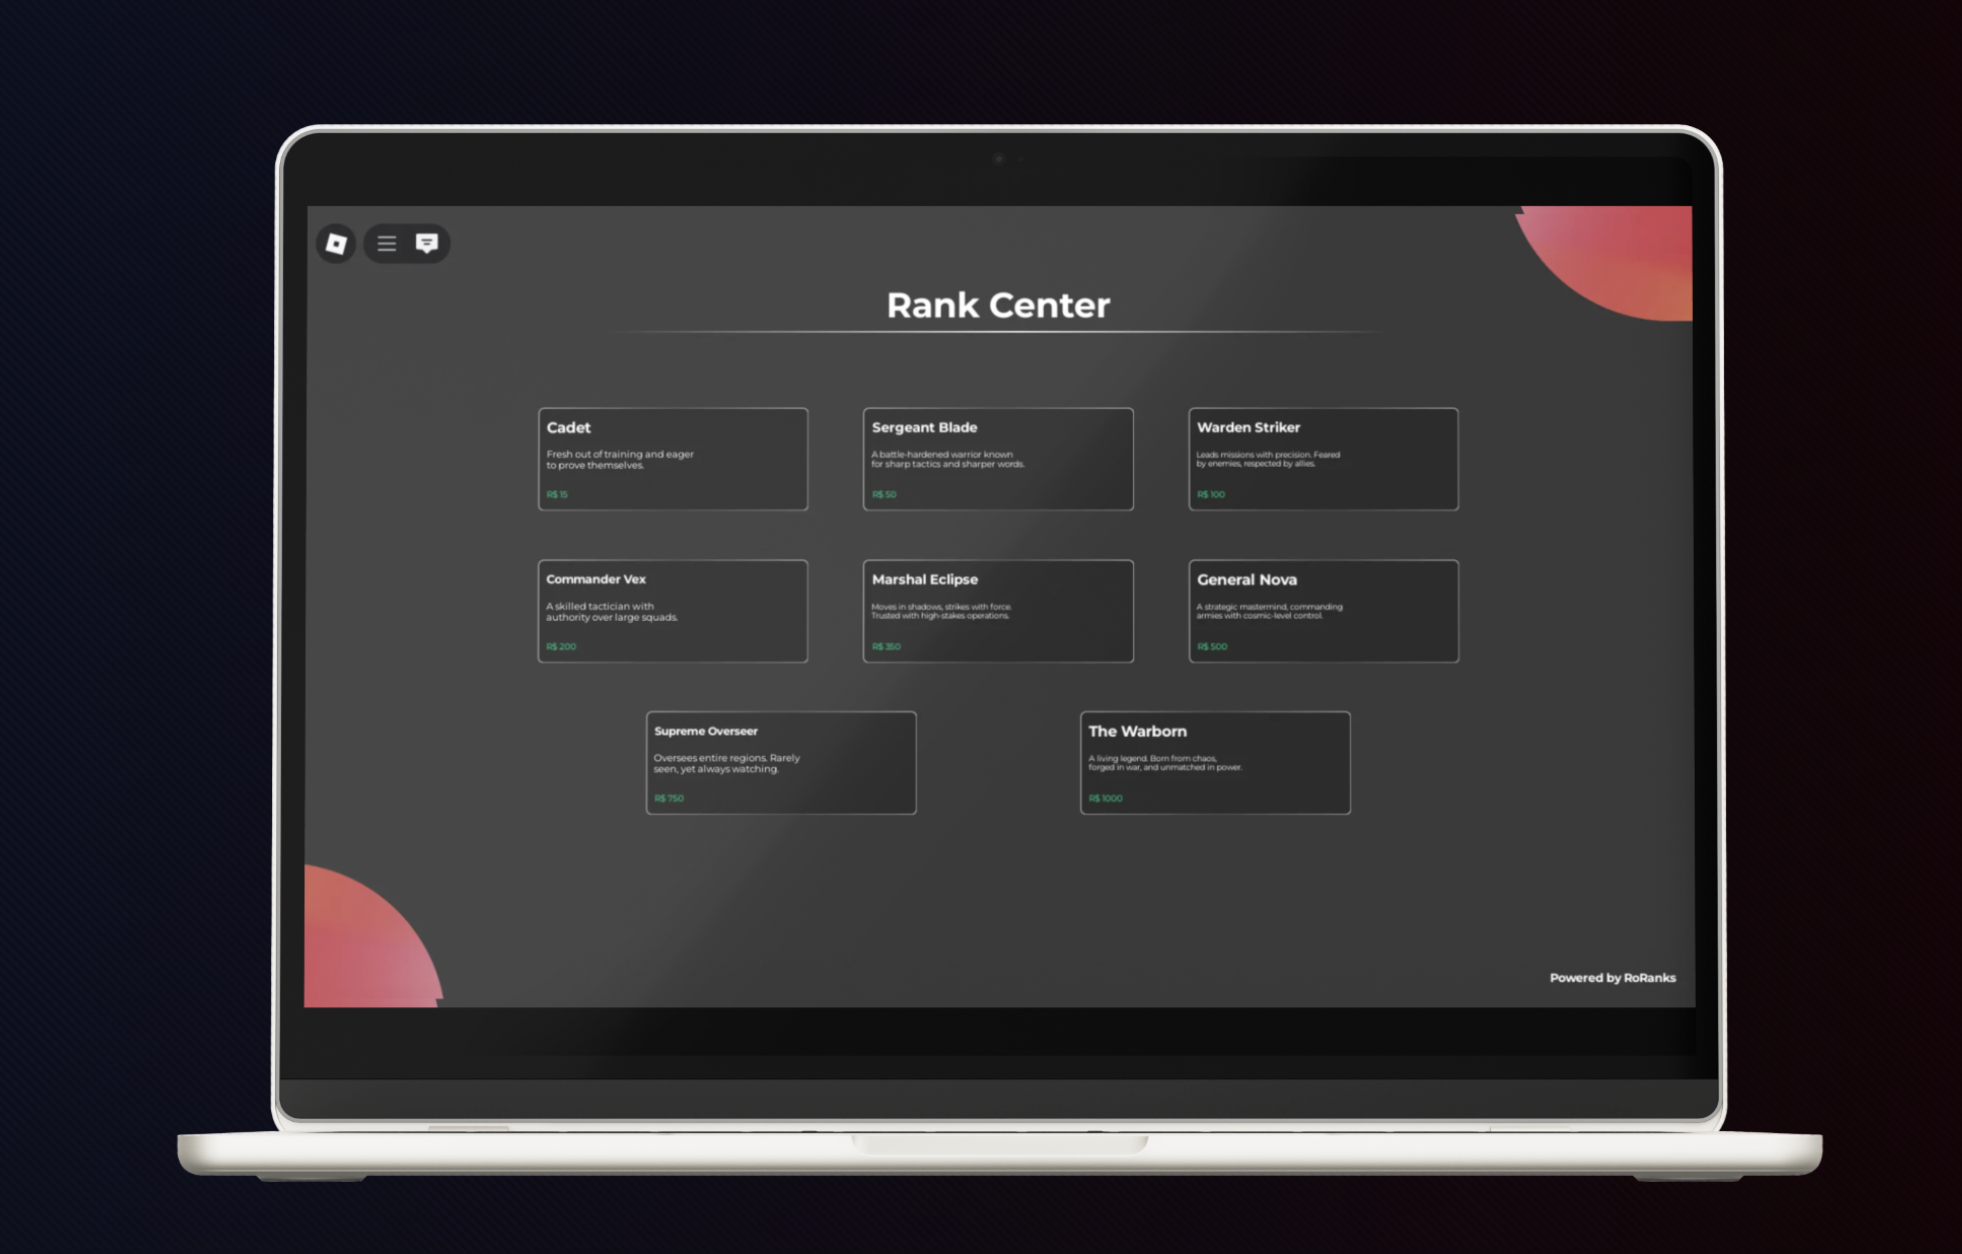 Rank Center
Cadet
Fresh out of training and eager
to prove themselves.
R$ 15
Sergeant Blade
A battle-hardened warrior known
for sharp tactics and sharper words.
R$ 50
Warden Striker
Leads missions with precision. Feared
by enemies, respected by allies.
R$ 100
Commander Vex
A skilled tactician with
authority over large squads.
R$ 200
Marshal Eclipse
Moves in shadows, strikes with force.
Trusted with high-stakes operations.
R$ 350
General Nova
A strategic mastermind, commanding
armies with cosmic-level control.
R$ 500
Supreme Overseer
Oversees entire regions. Rarely
seen, yet always watching.
R$ 750
The Warborn
A living legend. Born from chaos,
forged in war, and unmatched in power.
R$ 1000
Powered by RoRanks